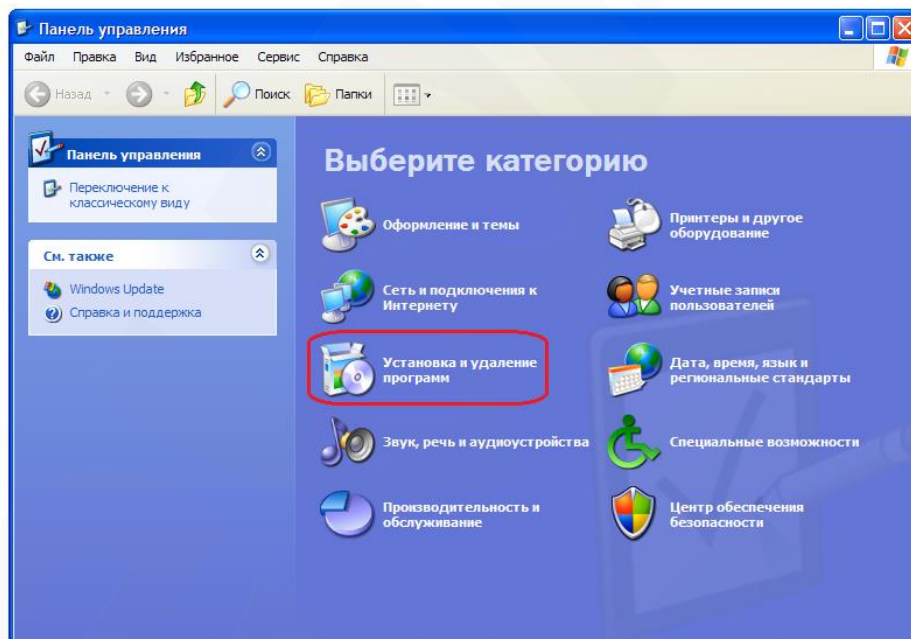 Панель управления
Файл Правка Вид Избранное Сервис Справка
Назад Поиск Папки
Панель управления
Переключение к
классическому виду
См. также
Windows Update
Справка и поддержка
Выберите категорию
Оформление и темы
Принтеры и другое
оборудование
Сеть и подключения к
Интернету
Учетные записи
пользователей
Установка и удаление
программ
Дата, время, язык и
региональные стандарты
Звук, речь и аудиоустройства
Специальные возможности
Производительность и
обслуживание
Центр обеспечения
безопасности